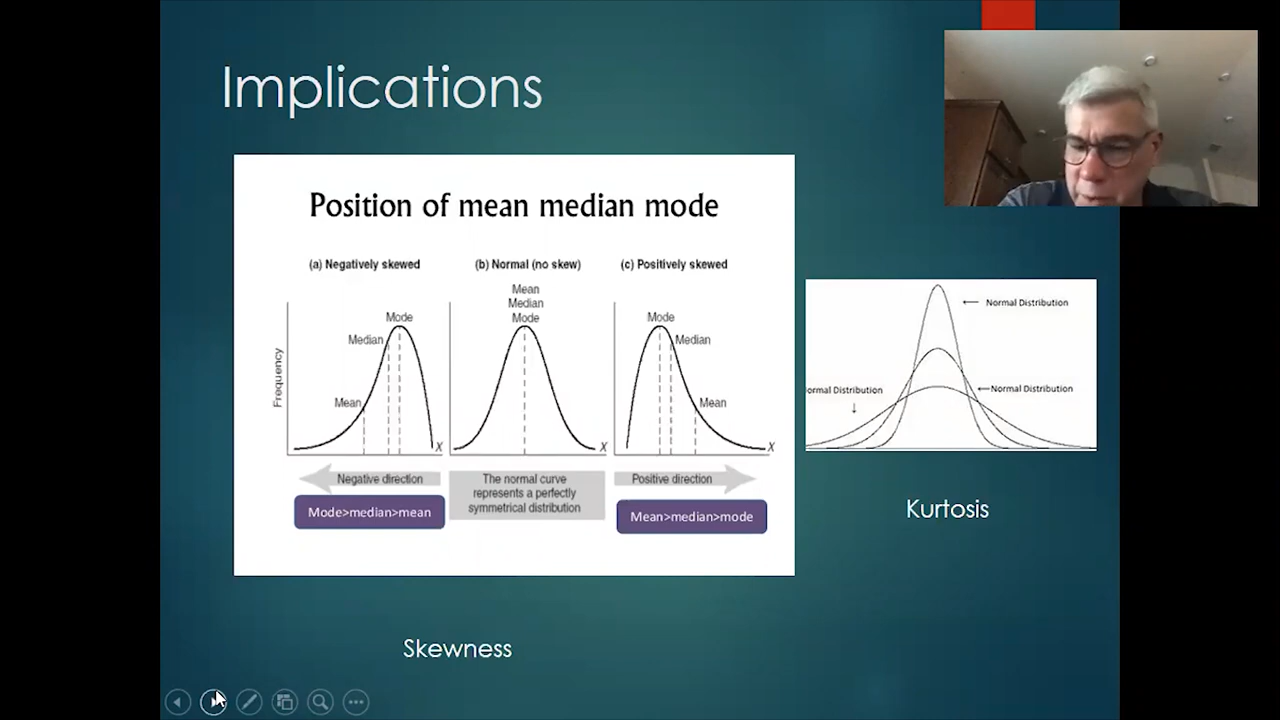 Implications
Position of mean median mode
(a) Negatively skewed
(b) Normal (no skew)
(c) Positively skewed
Mean
Median
Mode
Mode
Median
Mean
Frequency
X
X
Mode
Median
Mean
X
Negative direction
The normal curve
represents a perfectly
symmetrical distribution
Positive direction
Mode>median>mean
Mean>median>mode
Normal Distribution
Normal Distribution
ormal Distribution
Kurtosis
Skewness